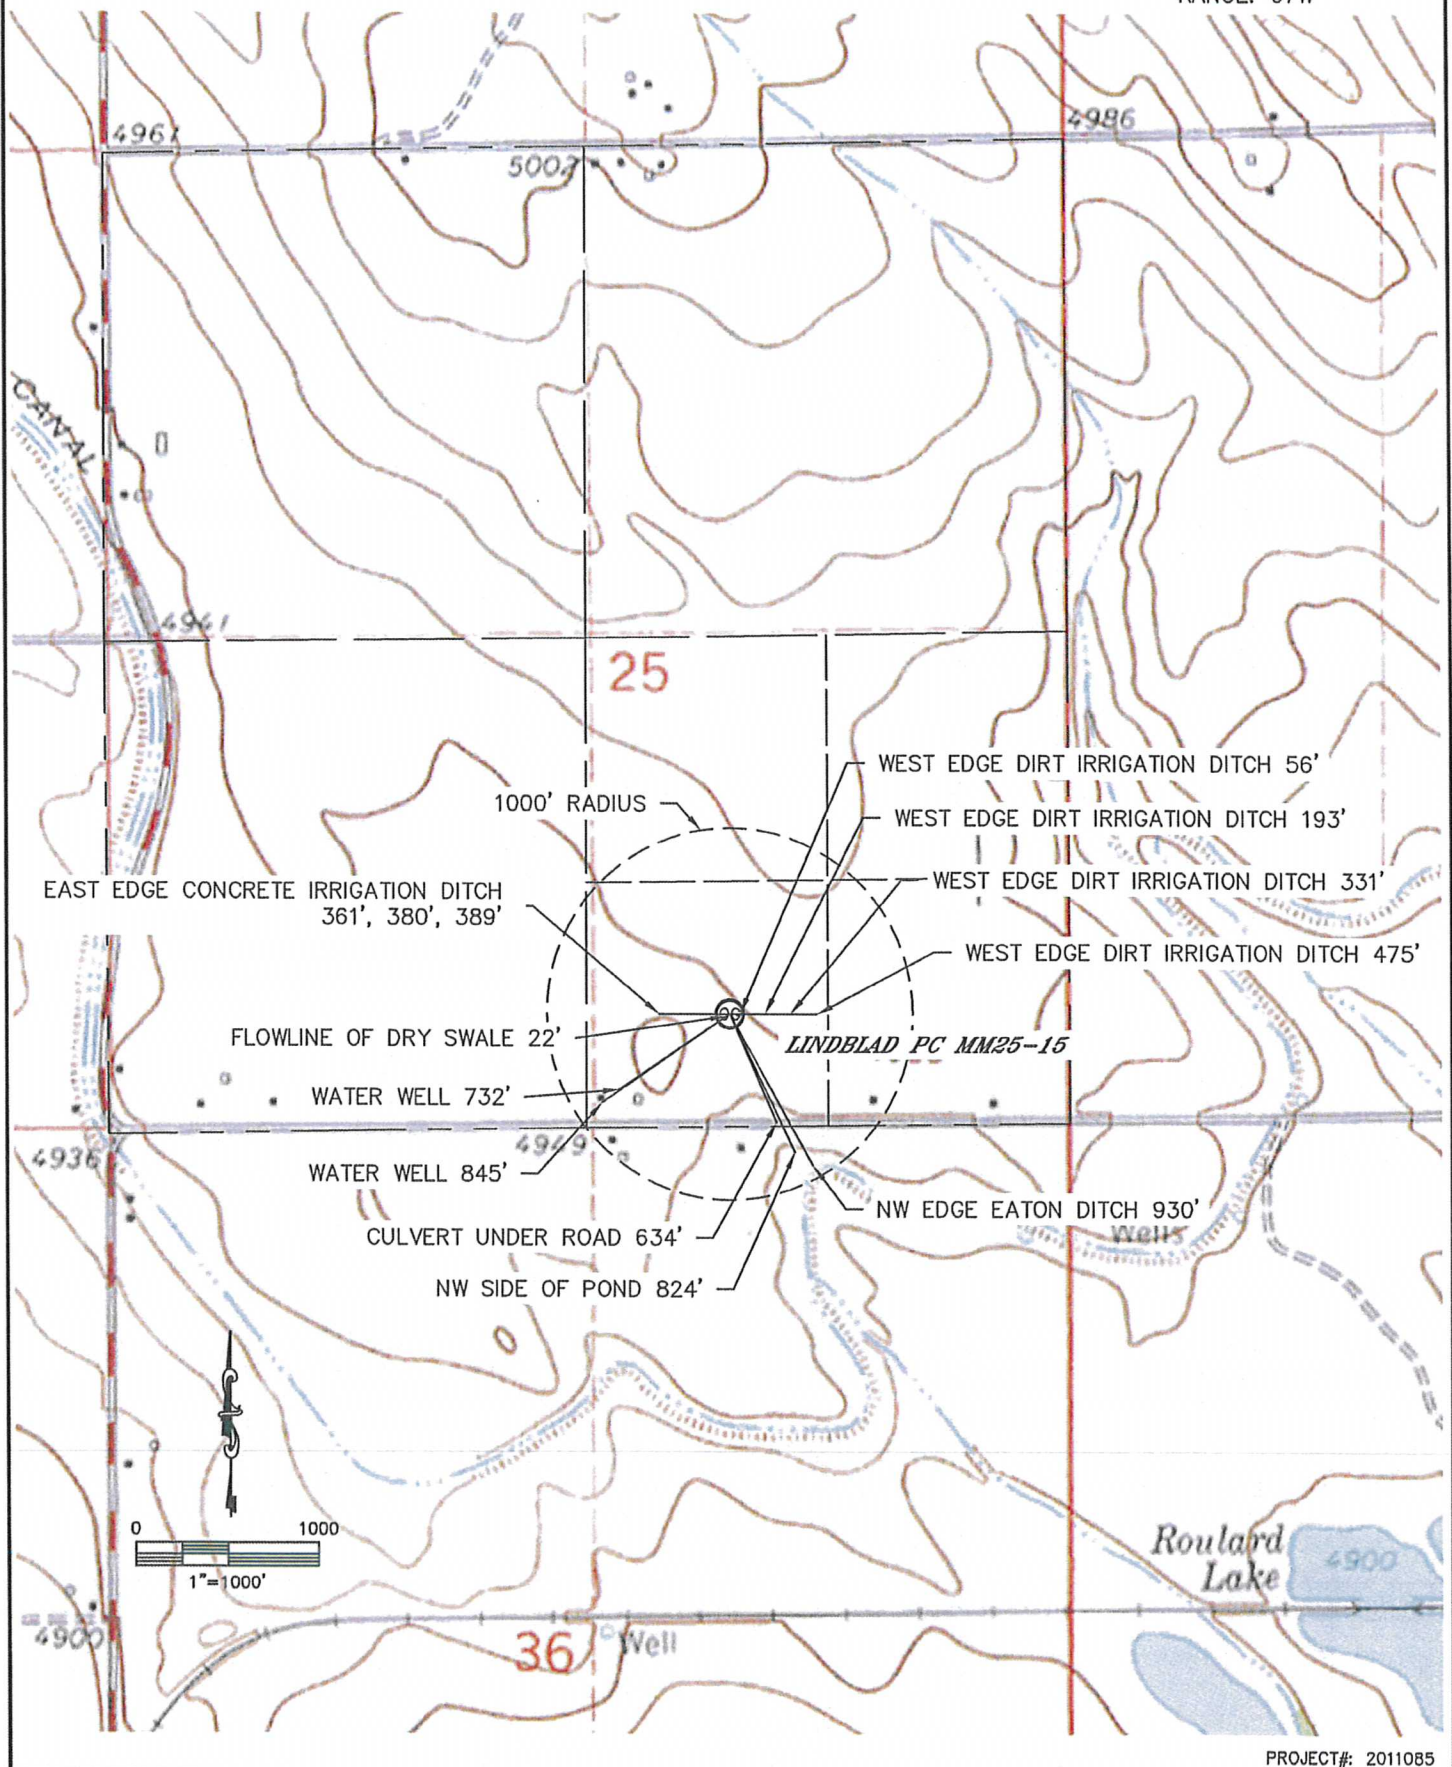 4961
4986
5002
CANAL
4941
25
WEST EDGE DIRT IRRIGATION DITCH 56'
1000' RADIUS
WEST EDGE DIRT IRRIGATION DITCH 193'
EAST EDGE CONCRETE IRRIGATION DITCH
361', 380', 389'
WEST EDGE DIRT IRRIGATION DITCH 331'
WEST EDGE DIRT IRRIGATION DITCH 475'
FLOWLINE OF DRY SWALE 22'
LINDBLAD PC MM25-15
WATER WELL 732'
4949
4936
WATER WELL 845'
NW EDGE EATON DITCH 930'
Wells
CULVERT UNDER ROAD 634'
NW SIDE OF POND 824'
0 1000
1"=1000'
Roulard
Lake
4900
4900
36
Well
PROJECT#: 2011085